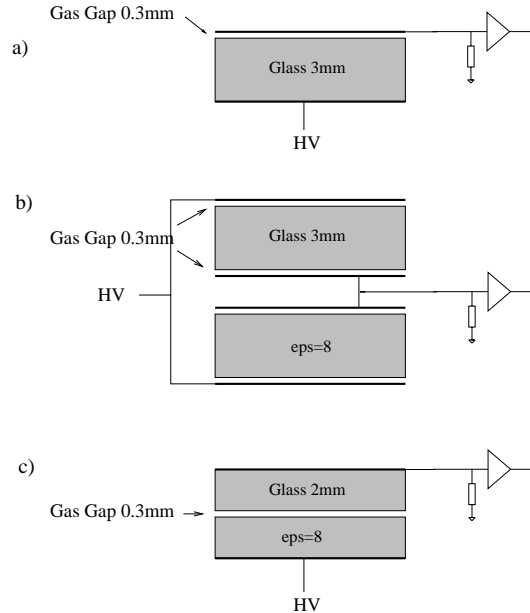 Gas Gap 0.3mm
a)
Glass 3mm
HV
b)
Gas Gap 0.3mm
Glass 3mm
HV
eps=8
c)
Glass 2mm
Gas Gap 0.3mm
eps=8
HV